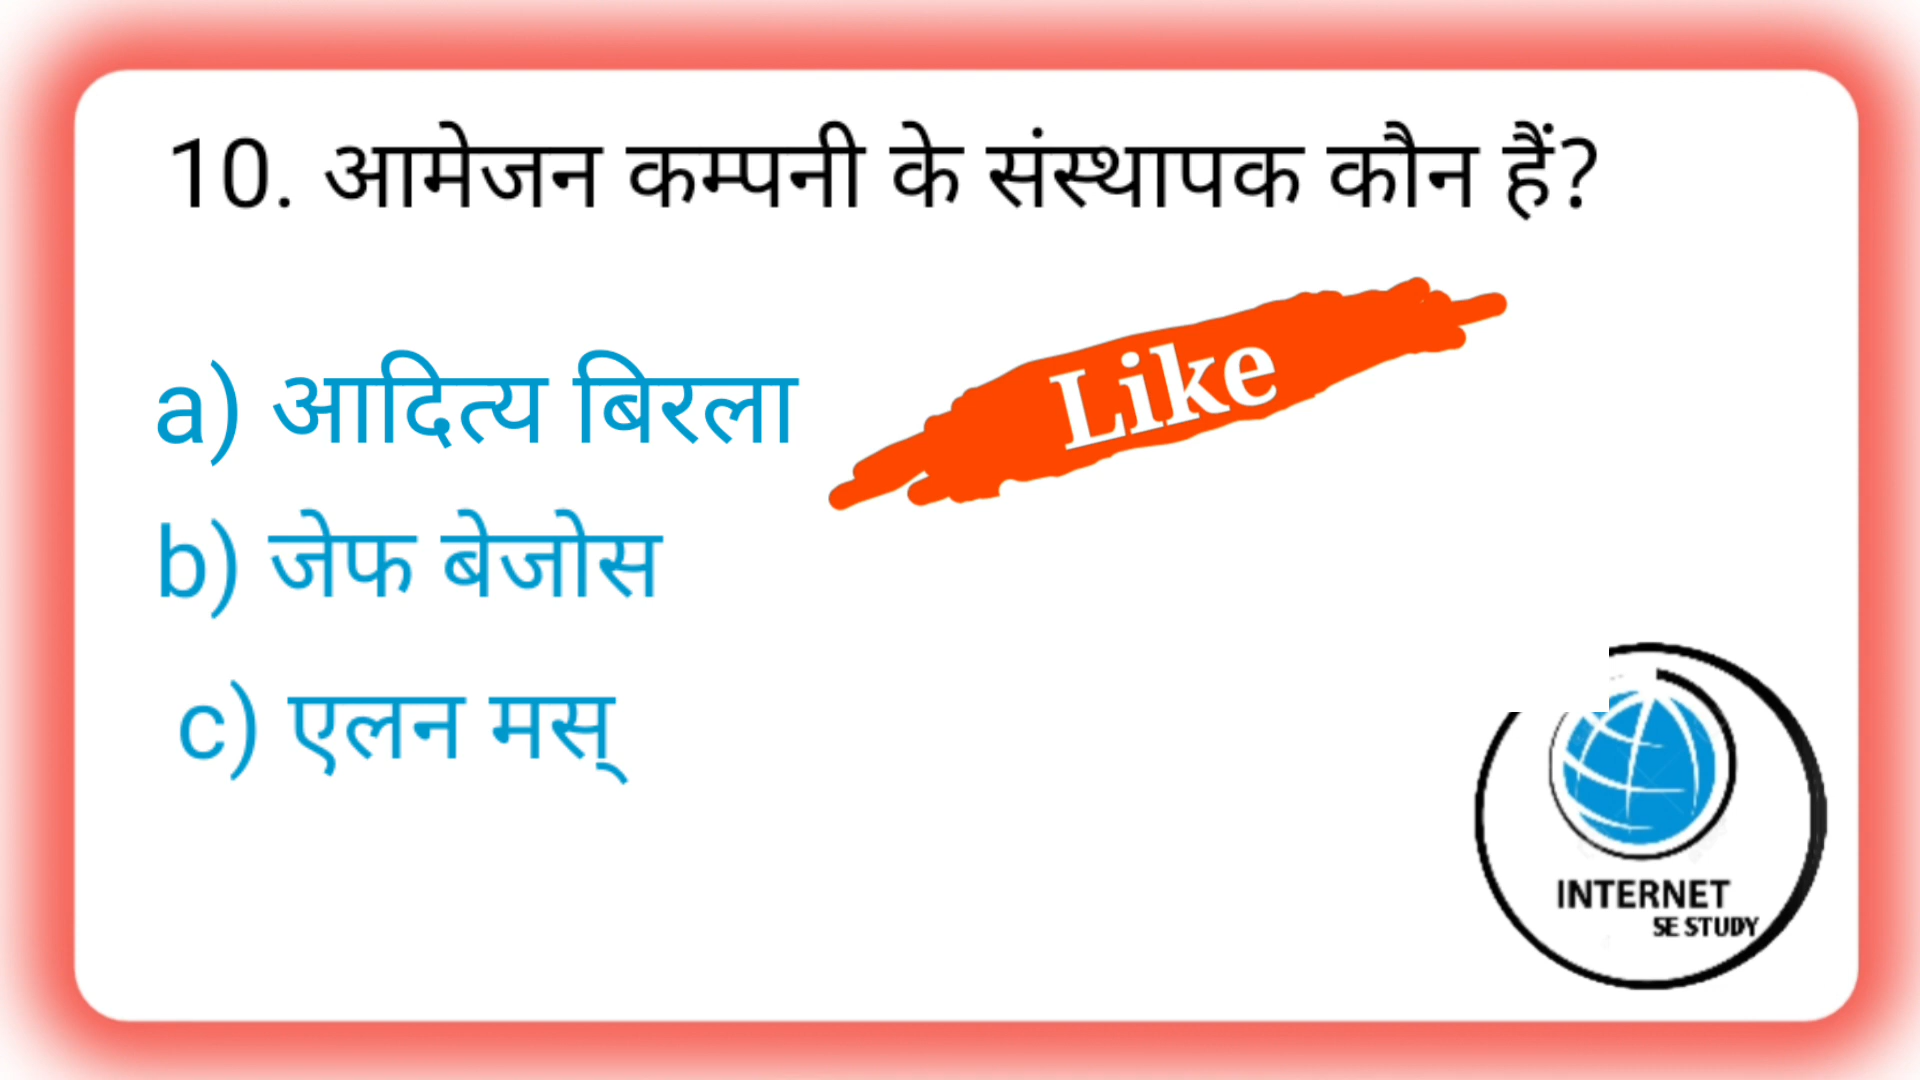 10. आमेजन कम्पनी के संस्थापक कौन हैं?
Like
a) आदित्य बिरला
b) जेफ बेजोस
c) एलन मस्
INTERNET
SE STUDY